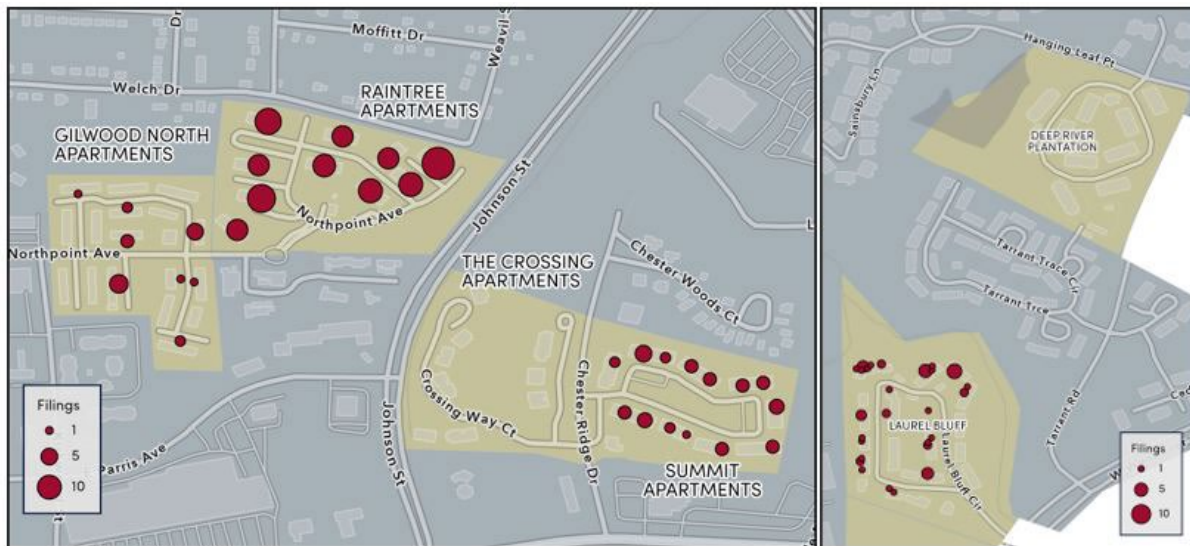 Dr
Moffitt Dr
Weavil S
Welch Dr
RAINTREE
APARTMENTS
GILWOOD NORTH
APARTMENTS
Northpoint Ave
Northpoint Ave
Johnson St
THE CROSSING
APARTMENTS
Chester Woods Ct
L
Crossing Way Ct
Chester Ridge Dr
Johnson St
Parris Ave
SUMMIT
APARTMENTS
Filings
1
5
10
Hanging Leaf Pt
Sainsbury Ln
DEEP RIVER
PLANTATION
Tarrant Trace Cir
Tarrant Trce
Tarrant Rd
LAUREL BLUFF
Laurel Bluff Cir
Ced
W
Filings
1
5
10